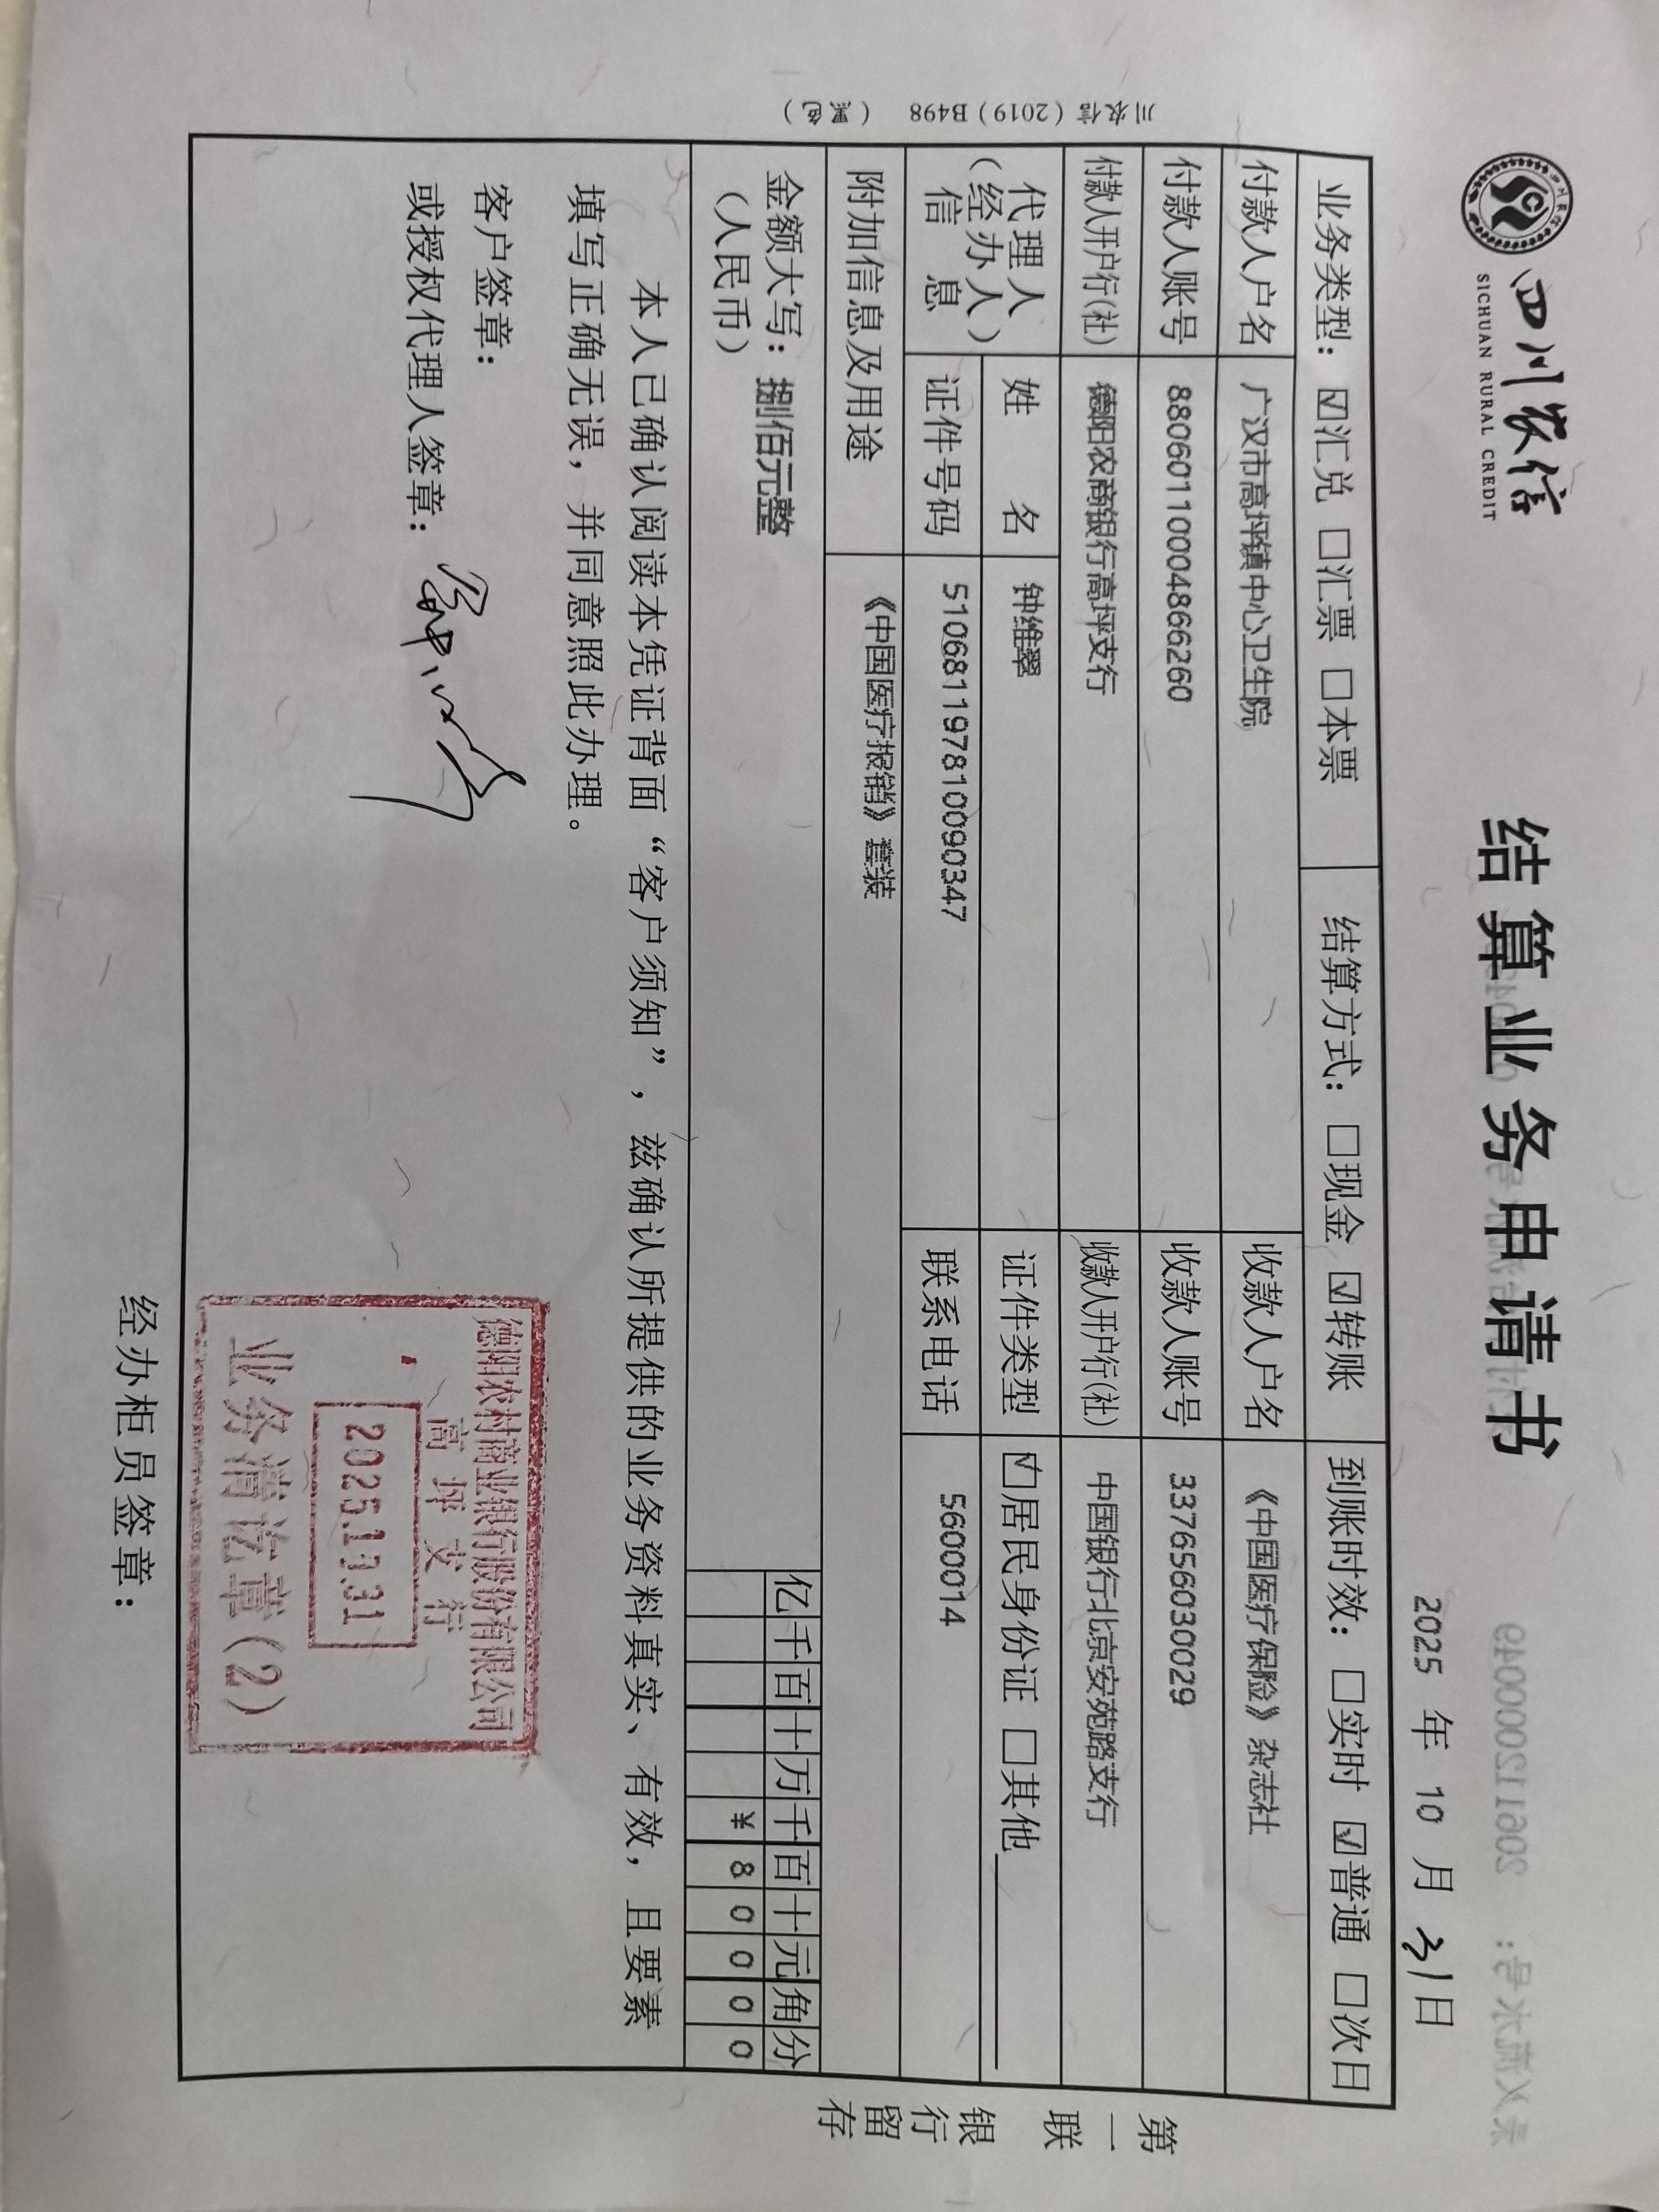 四川农信
SICHUAN RURAL CREDIT
结算业务申请书
2025 年 10 月 31日
业务类型：☑汇兑 □汇票 □本票 结算方式：□现金 ☑转账 到账时效：□实时 ☑普通 □次日
付款人户名 广汉市高坪镇中心卫生院 收款人户名 《中国医疗保险》杂志社
付款人账号 88060110004866260 收款人账号 337656030029
付款人开户行(社) 德阳农商银行高坪支行 收款人开户行(社) 中国银行北京安苑路支行
代理人（经办人）信息 姓名 钟维翠 证件类型 ☑居民身份证 □其他
证件号码 510681197810090347 联系电话 5600014
附加信息及用途 《中国医疗报销》套装
金额大写：捌佰元整
（人民币）
亿千百十万千百十元角分
¥ 8 0 0 0 0
本人已确认阅读本凭证背面“客户须知”，兹确认所提供的业务资料真实、有效，且要素
填写正确无误，并同意照此办理。
客户签章：
或授权代理人签章：
德阳农村商业银行股份有限公司
高坪支行
2025.10.31
业务清讫章(2)
经办柜员签章：
第一联 银行留存
川农信（2019）B498 （黑色）